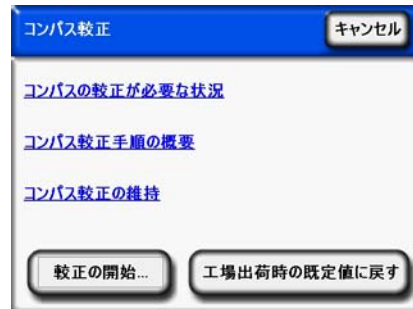 コンパス較正
キャンセル
コンパスの較正が必要な状況
コンパス較正手順の概要
コンパス較正の維持
較正の開始...
工場出荷時の既定値に戻す